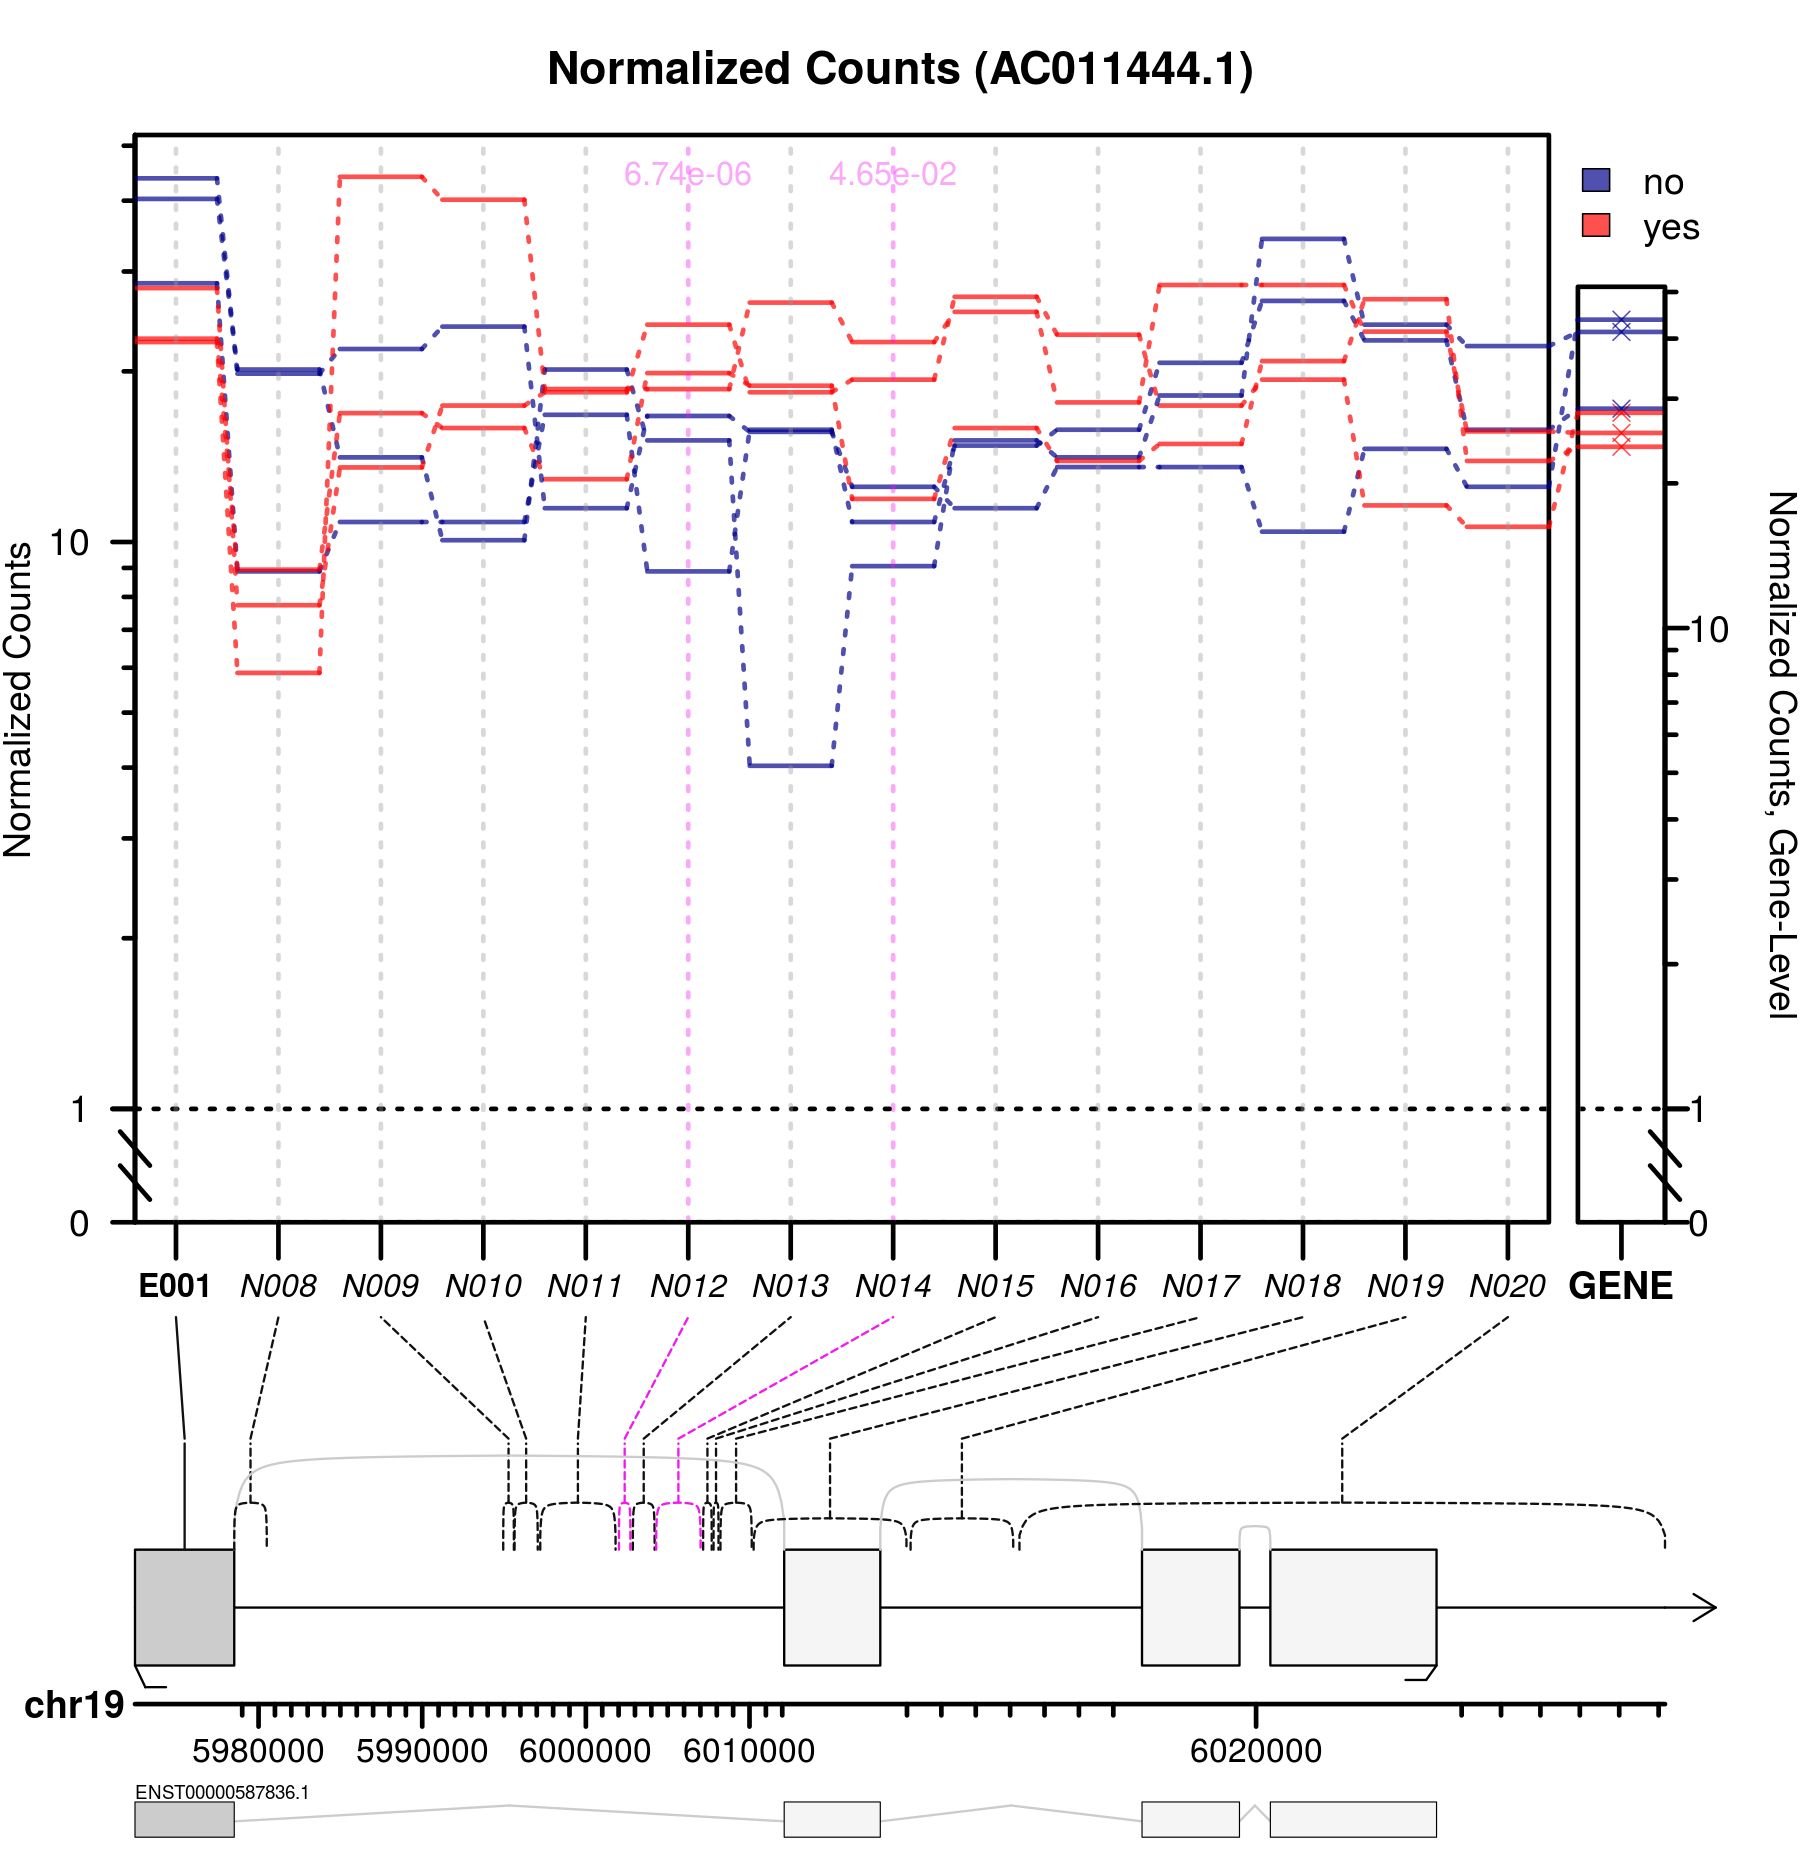 Normalized Counts (AC011444.1)
6.74e-06 4.65e-02
no
yes
Normalized Counts
10
1
0
10
1
0
Normalized Counts, Gene-Level
E001 N008 N009 N010 N011 N012 N013 N014 N015 N016 N017 N018 N019 N020 GENE
chr19
5980000 5990000 6000000 6010000 6020000
ENST00000587836.1